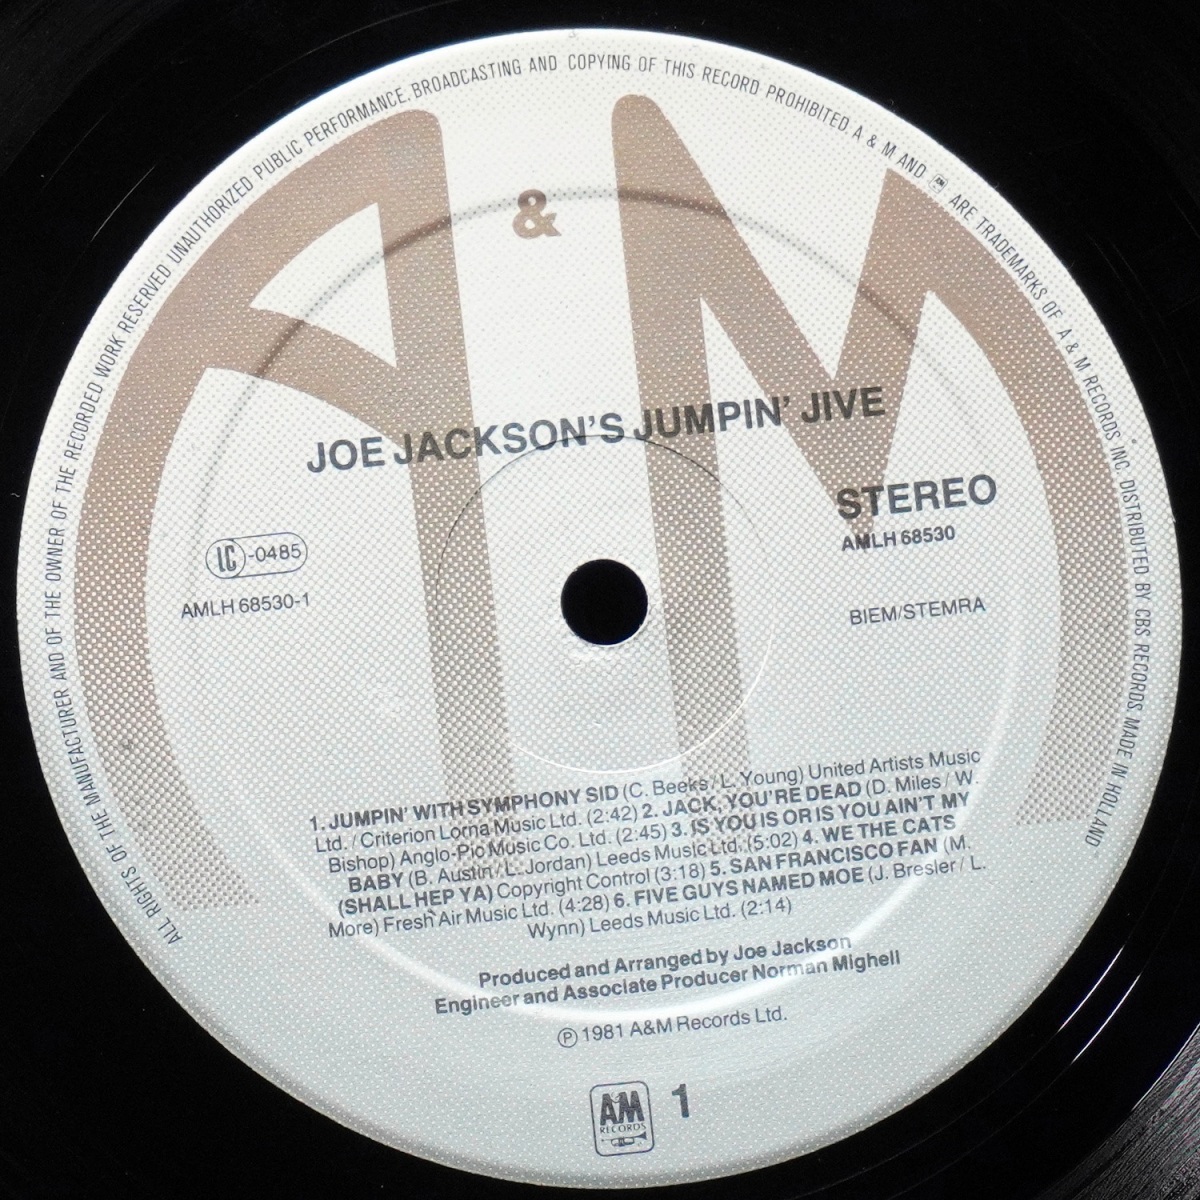 ALL RIGHTS OF THE MANUFACTURER AND OF THE OWNER OF THE RECORDED WORK RESERVED UNAUTHORIZED PUBLIC PERFORMANCE, BROADCASTING AND COPYING OF THIS RECORD PROHIBITED A & M AND AM ARE TRADEMARKS OF A & M RECORDS INC. DISTRIBUTED BY CBS RECORDS MADE IN HOLLAND
A & M
JOE JACKSON'S JUMPIN' JIVE
STEREO
AMLH 68530
LC -0485
AMLH 68530-1
BIEM/STEMRA
1. JUMPIN' WITH SYMPHONY SID (C. Beeks / L. Young) United Artists Music
Ltd. / Criterion Lorna Music Ltd. (2:42) 2. JACK, YOU'RE DEAD (D. Miles / W.
Bishop) Anglo-Pic Music Co. Ltd. (2:45) 3. IS YOU IS OR IS YOU AIN'T MY
BABY (B. Austin / L. Jordan) Leeds Music Ltd. (5:02) 4. WE THE CATS
(SHALL HEP YA) Copyright Control (3:18) 5. SAN FRANCISCO FAN (M.
More) Fresh Air Music Ltd. (4:28) 6. FIVE GUYS NAMED MOE (J. Bresler / L.
Wynn) Leeds Music Ltd. (2:14)
Produced and Arranged by Joe Jackson
Engineer and Associate Producer Norman Mighell
℗ 1981 A&M Records Ltd.
AM
RECORDS
1